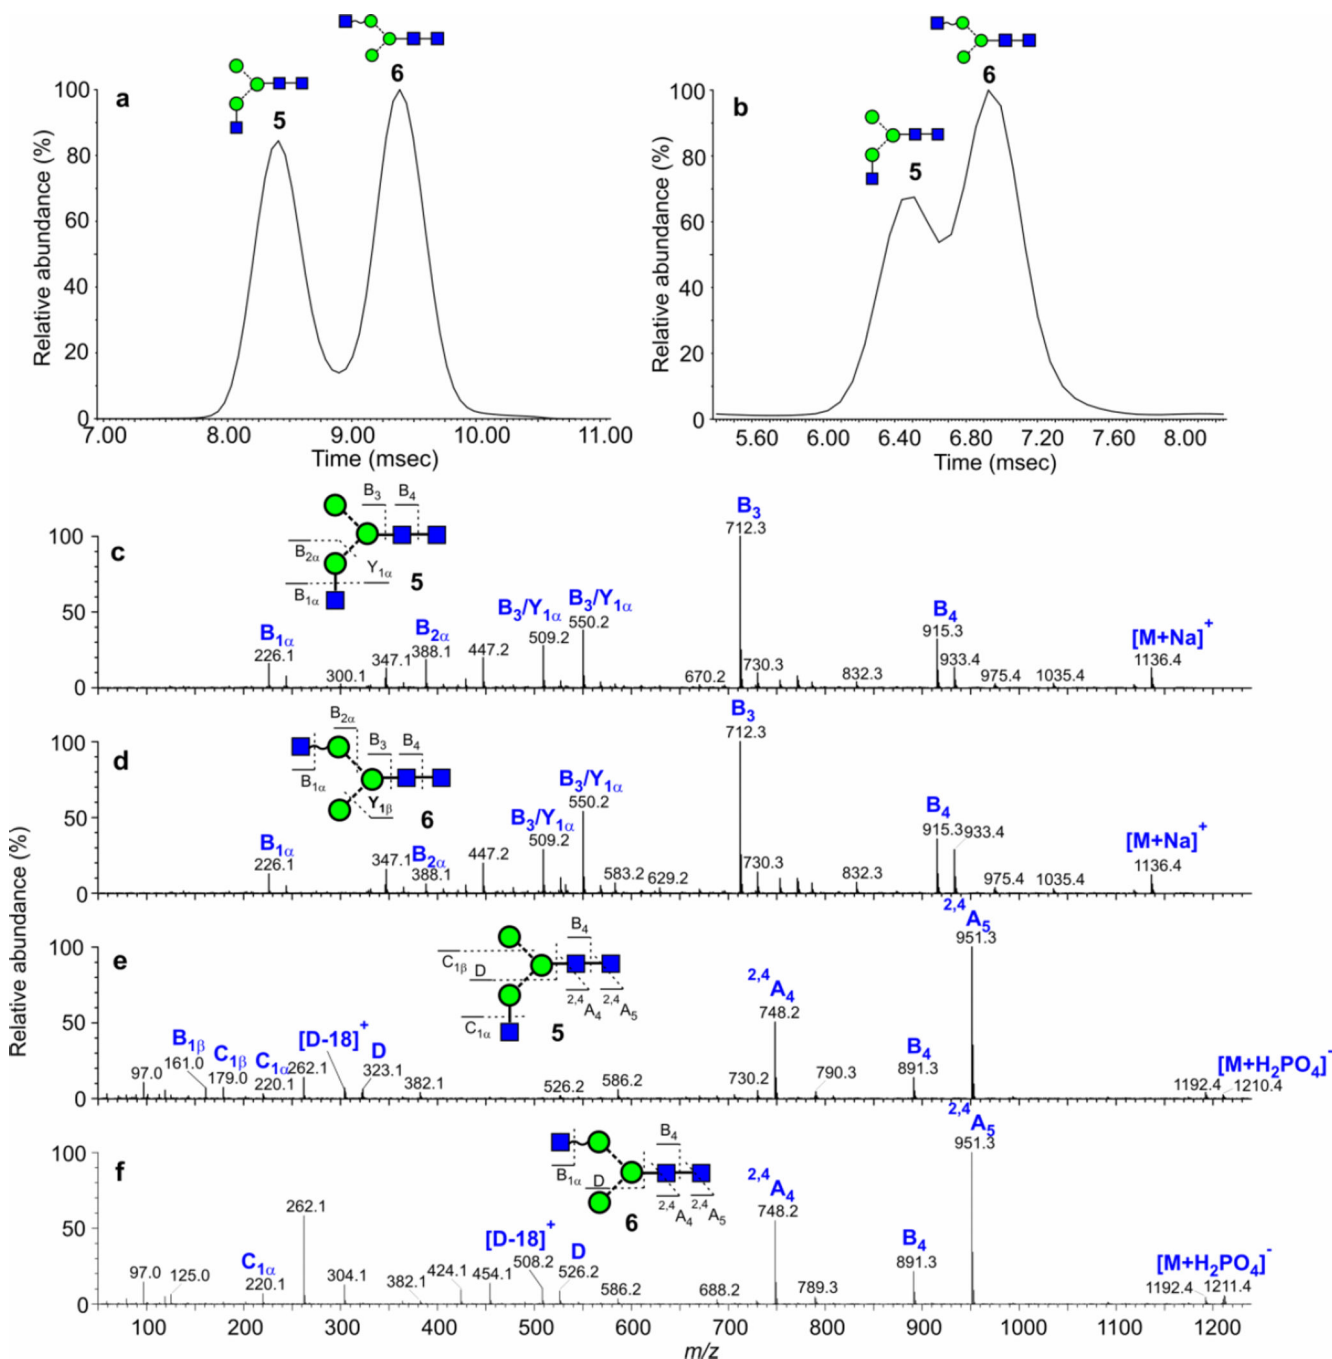 a
6
5
100
80
60
40
20
0
Relative abundance (%)
7.00 8.00 9.00 10.00 11.00
Time (msec)
b
6
5
100
80
60
40
20
0
Relative abundance (%)
5.60 6.00 6.40 6.80 7.20 7.60 8.00
Time (msec)
Relative abundance (%)
c
100
50
0
B3 B4
B2α
Y1α
B1α
5
B1α
226.1
300.1
347.1
B2α
388.1
447.2
B3/Y1α
509.2
B3/Y1α
550.2
670.2
B3
712.3
730.3
832.3
B4
915.3
933.4
975.4
1035.4
[M+Na]+
1136.4
d
100
50
0
B2α
B3 B4
B1α
Y1β
6
B1α
226.1
347.1
B2α
388.1
447.2
B3/Y1α
509.2
B3/Y1α
550.2
583.2
629.2
B3
712.3
730.3
832.3
B4
915.3
933.4
975.4
1035.4
[M+Na]+
1136.4
e
100
50
0
B4
C1β
D
2,4A4
2,4A5
C1α
5
97.0
B1β
161.0
C1β
179.0
C1α
220.1
262.1
[D-18]+
D
323.1
382.1
526.2
586.2
730.2
2,4A4
748.2
790.3
B4
891.3
2,4A5
951.3
1192.4
[M+H2PO4]-
1210.4
f
100
50
0
B4
B1α
D
2,4A4
2,4A5
6
97.0
125.0
C1α
220.1
262.1
304.1
382.1
424.1
454.1
[D-18]+
508.2
D
526.2
586.2
688.2
2,4A4
748.2
789.3
B4
891.3
2,4A5
951.3
1192.4
[M+H2PO4]-
1211.4
100 200 300 400 500 600 700 800 900 1000 1100 1200
m/z